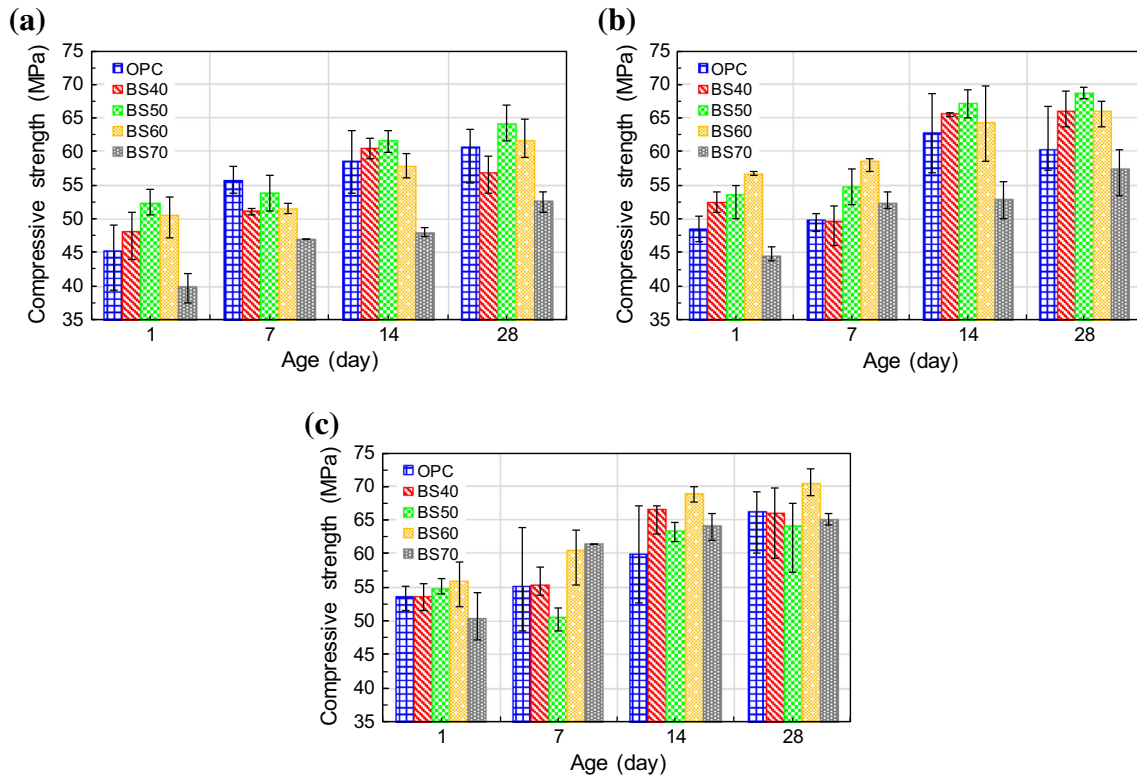 (a)
Compressive strength (MPa)
75
70
65
60
55
50
45
40
35
OPC
BS40
BS50
BS60
BS70
1 7 14 28
Age (day)
(b)
Compressive strength (MPa)
75
70
65
60
55
50
45
40
35
OPC
BS40
BS50
BS60
BS70
1 7 14 28
Age (day)
(c)
Compressive strength (MPa)
75
70
65
60
55
50
45
40
35
OPC
BS40
BS50
BS60
BS70
1 7 14 28
Age (day)